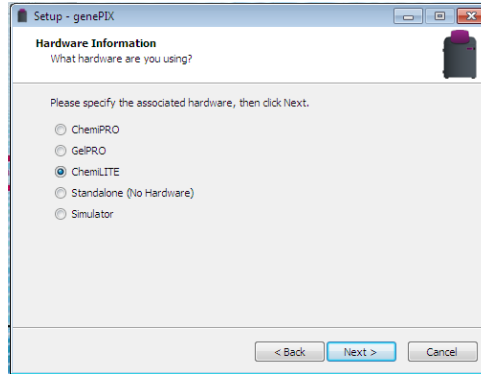 Setup - genePIX
Hardware Information
What hardware are you using?
Please specify the associated hardware, then click Next.
ChemiPRO
GelPRO
ChemiLITE
Standalone (No Hardware)
Simulator
< Back
Next >
Cancel